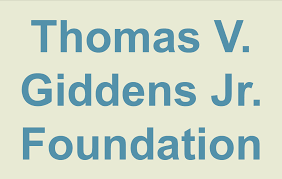 Thomas V.
Giddens Jr.
Foundation